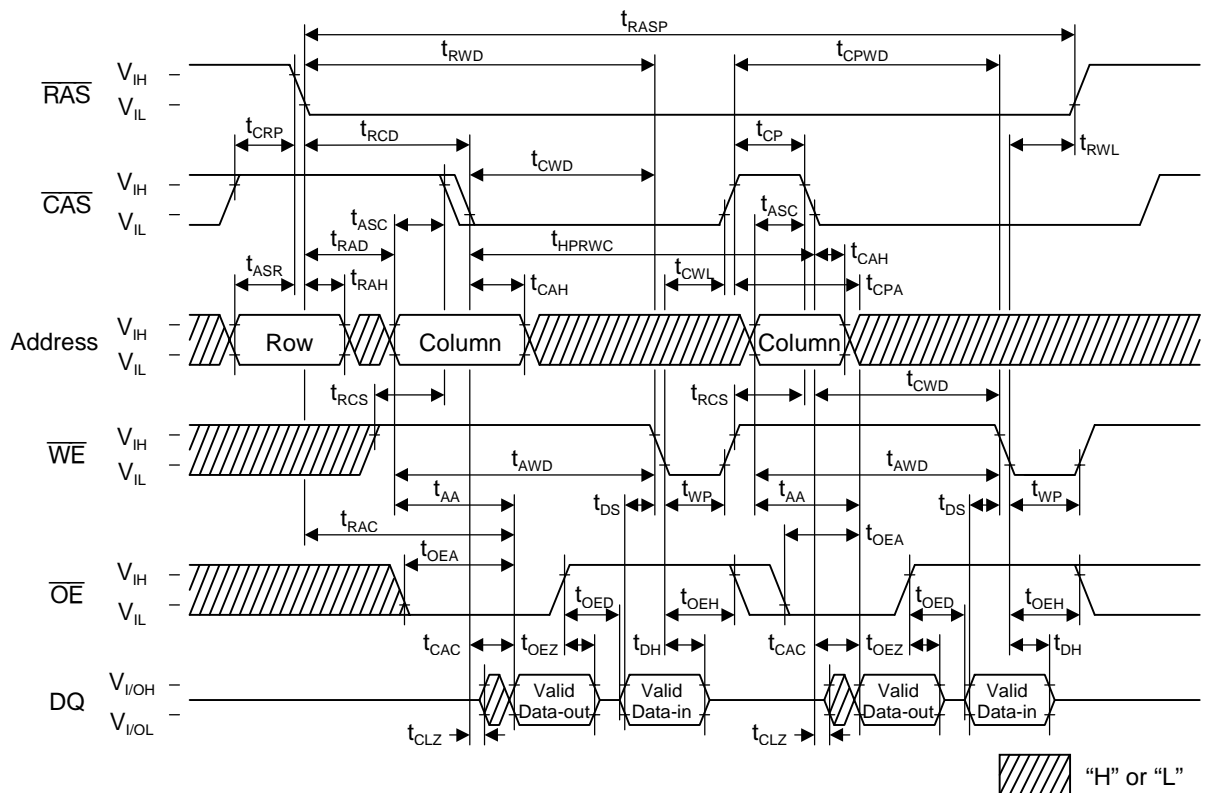 tRASP
tRWD
tCPWD
RAS
VIH
VIL
tCRP
tRCD
tCP
tRWL
tCWD
CAS
VIH
VIL
tASC
tASC
tRAD
tHPRWC
tCAH
tASR
tRAH
tCAH
tCWL
tCPA
Address
VIH
VIL
Row
Column
Column
tRCS
tRCS
tCWD
WE
VIH
VIL
tAWD
tAWD
tAA
tDS
tWP
tAA
tDS
tWP
tRAC
tOEA
tOEA
OE
VIH
VIL
tOED
tOEH
tOED
tOEH
tCAC
tOEZ
tDH
tCAC
tOEZ
tDH
DQ
VI/OH
VI/OL
Valid
Data-out
Valid
Data-in
Valid
Data-out
Valid
Data-in
tCLZ
tCLZ
“H” or “L”